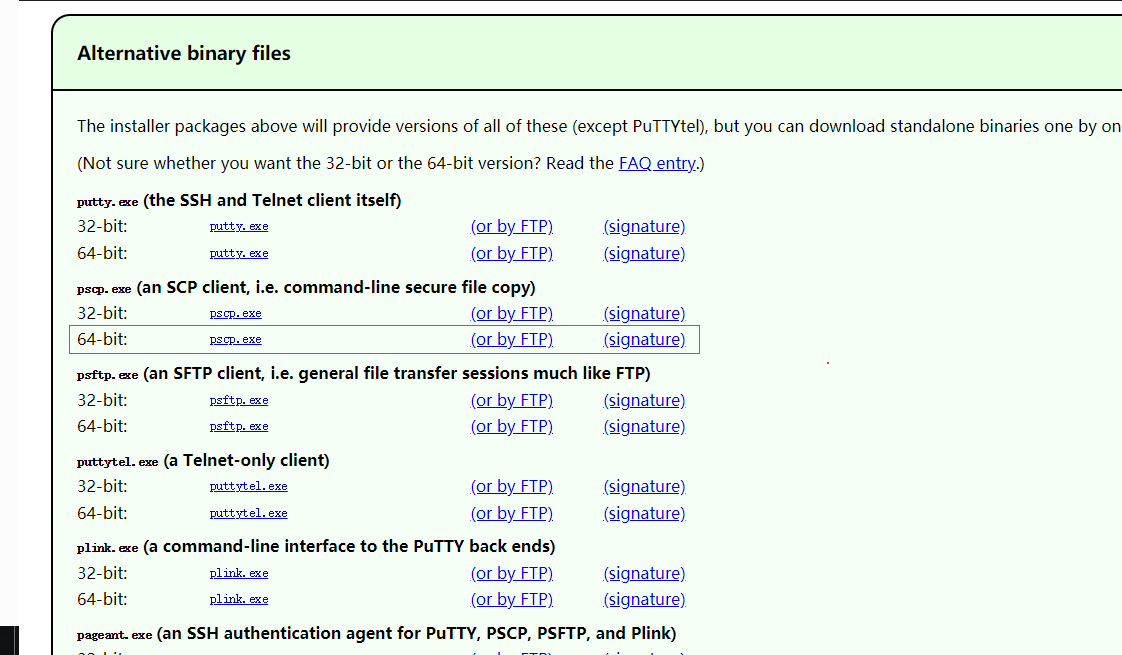 Alternative binary files
The installer packages above will provide versions of all of these (except PuTTYtel), but you can download standalone binaries one by
(Not sure whether you want the 32-bit or the 64-bit version? Read the FAQ entry.)
putty.exe (the SSH and Telnet client itself)
32-bit: putty.exe (or by FTP) (signature)
64-bit: putty.exe (or by FTP) (signature)
pscp.exe (an SCP client, i.e. command-line secure file copy)
32-bit: pscp.exe (or by FTP) (signature)
64-bit: pscp.exe (or by FTP) (signature)
psftp.exe (an SFTP client, i.e. general file transfer sessions much like FTP)
32-bit: psftp.exe (or by FTP) (signature)
64-bit: psftp.exe (or by FTP) (signature)
puttytel.exe (a Telnet-only client)
32-bit: puttytel.exe (or by FTP) (signature)
64-bit: puttytel.exe (or by FTP) (signature)
plink.exe (a command-line interface to the PuTTY back ends)
32-bit: plink.exe (or by FTP) (signature)
64-bit: plink.exe (or by FTP) (signature)
pageant.exe (an SSH authentication agent for PuTTY, PSCP, PSFTP, and Plink)